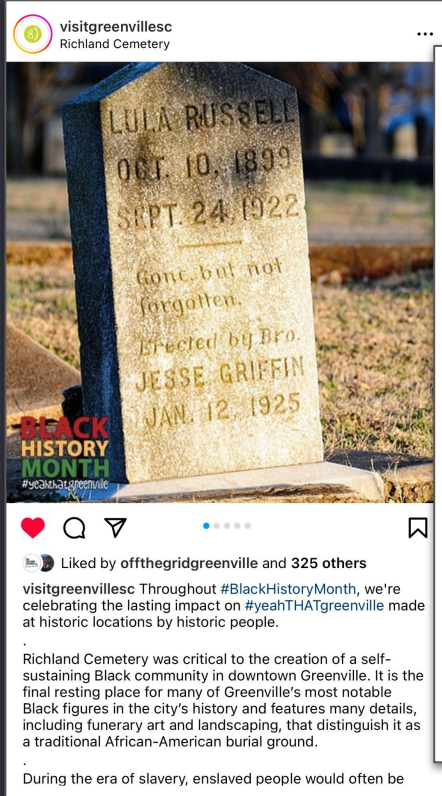 visitgreenvillesc
Richland Cemetery
LULA RUSSELL
OCT. 10, 1899
SEPT. 24, 1922
Gone, but not
forgotten.
Erected by Bro.
JESSE GRIFFIN
JAN. 12, 1925
BLACK
HISTORY
MONTH
#yeahthatgreenville
Liked by offthegridgreenville and 325 others
visitgreenvillesc Throughout #BlackHistoryMonth, we're
celebrating the lasting impact on #yeahTHATgreenville made
at historic locations by historic people.
.
Richland Cemetery was critical to the creation of a self-
sustaining Black community in downtown Greenville. It is the
final resting place for many of Greenville's most notable
Black figures in the city's history and features many details,
including funerary art and landscaping, that distinguish it as
a traditional African-American burial ground.
.
During the era of slavery, enslaved people would often be